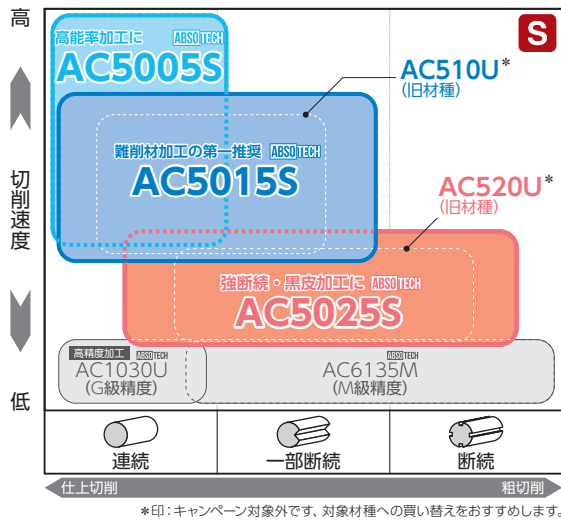 高
切削速度
低
S
高能率加工に ABSOTECH
AC5005S
AC510U*
(旧材種)
難削材加工の第一推奨 ABSOTECH
AC5015S
AC520U*
(旧材種)
強断続・黒皮加工に ABSOTECH
AC5025S
高精度加工 ABSOTECH
AC1030U
(G級精度)
ABSOTECH
AC6135M
(M級精度)
連続
一部断続
断続
仕上切削
粗切削
*印：キャンペーン対象外です、対象材種への買い替えをおすすめします。